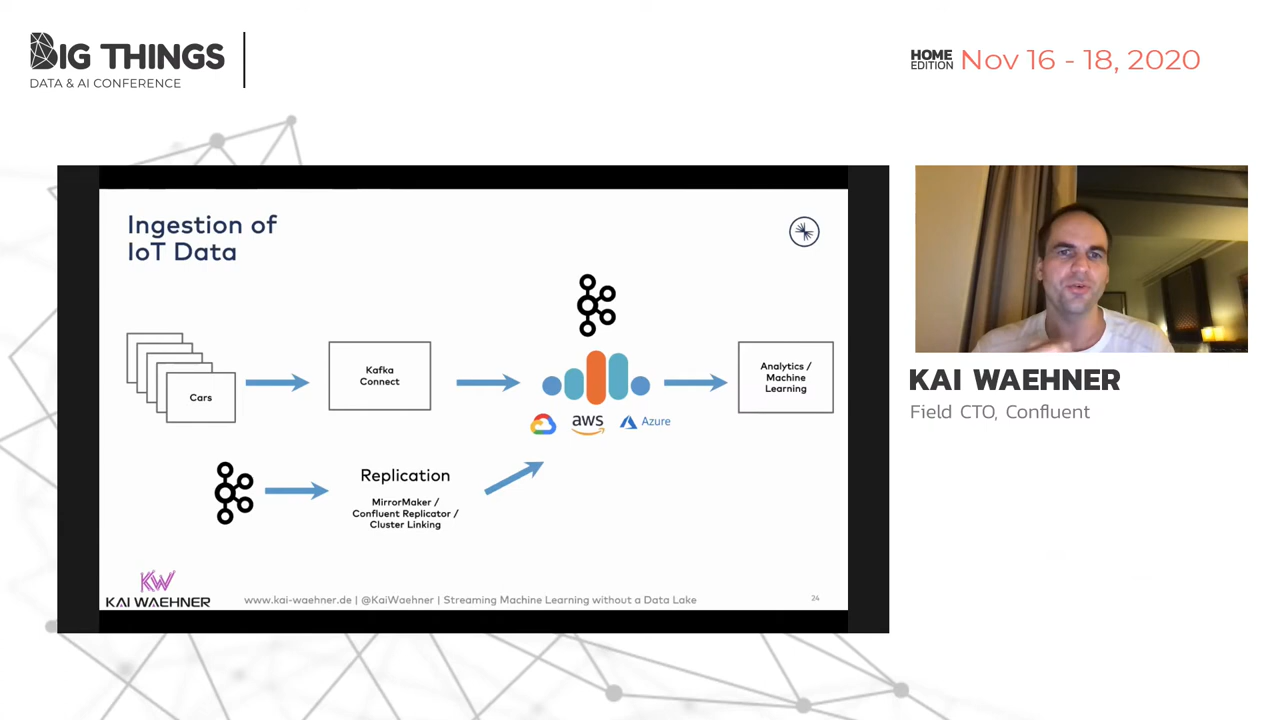 BIG THINGS
DATA & AI CONFERENCE
HOME
EDITION
Nov 16 - 18, 2020
Ingestion of
IoT Data
Cars
Kafka
Connect
aws
Azure
Analytics /
Machine
Learning
Replication
MirrorMaker /
Confluent Replicator /
Cluster Linking
KW
KAI WAEHNER
www.kai-waehner.de | @KaiWaehner | Streaming Machine Learning without a Data Lake
24
KAI WAEHNER
Field CTO, Confluent